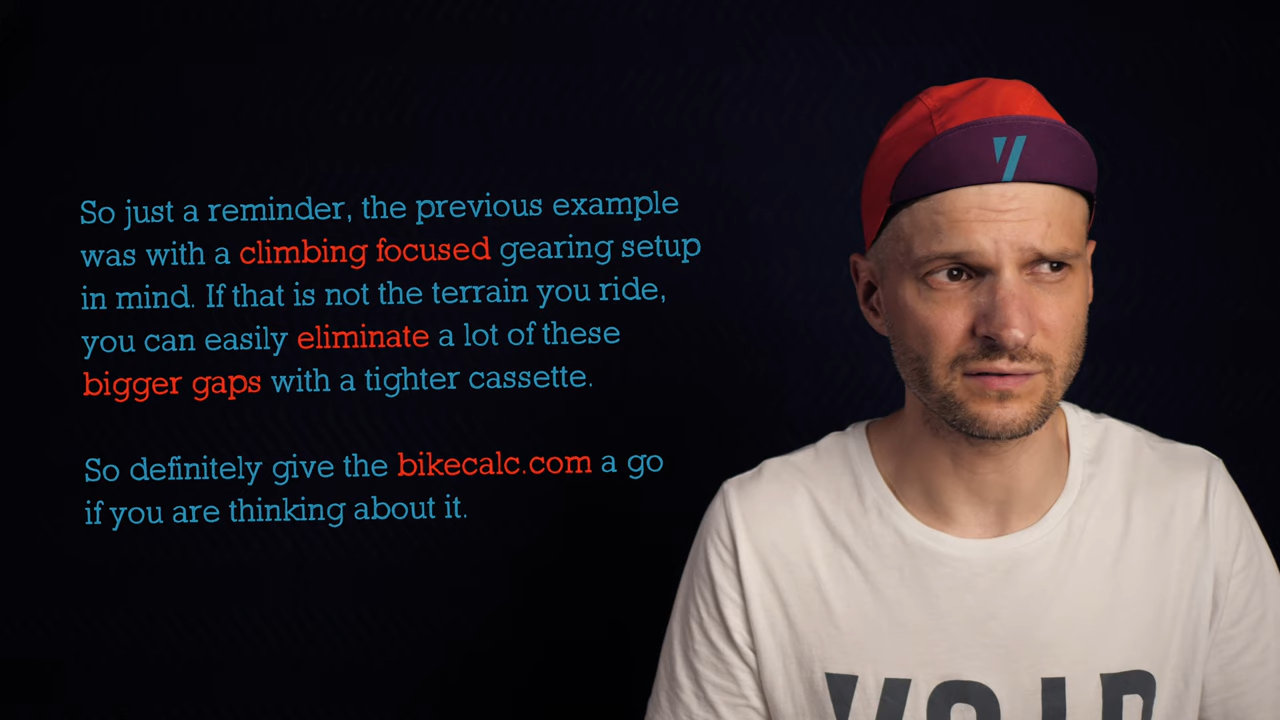 So just a reminder, the previous example
was with a climbing focused gearing setup
in mind. If that is not the terrain you ride,
you can easily eliminate a lot of these
bigger gaps with a tighter cassette.
So definitely give the bikecalc.com a go
if you are thinking about it.
VOID